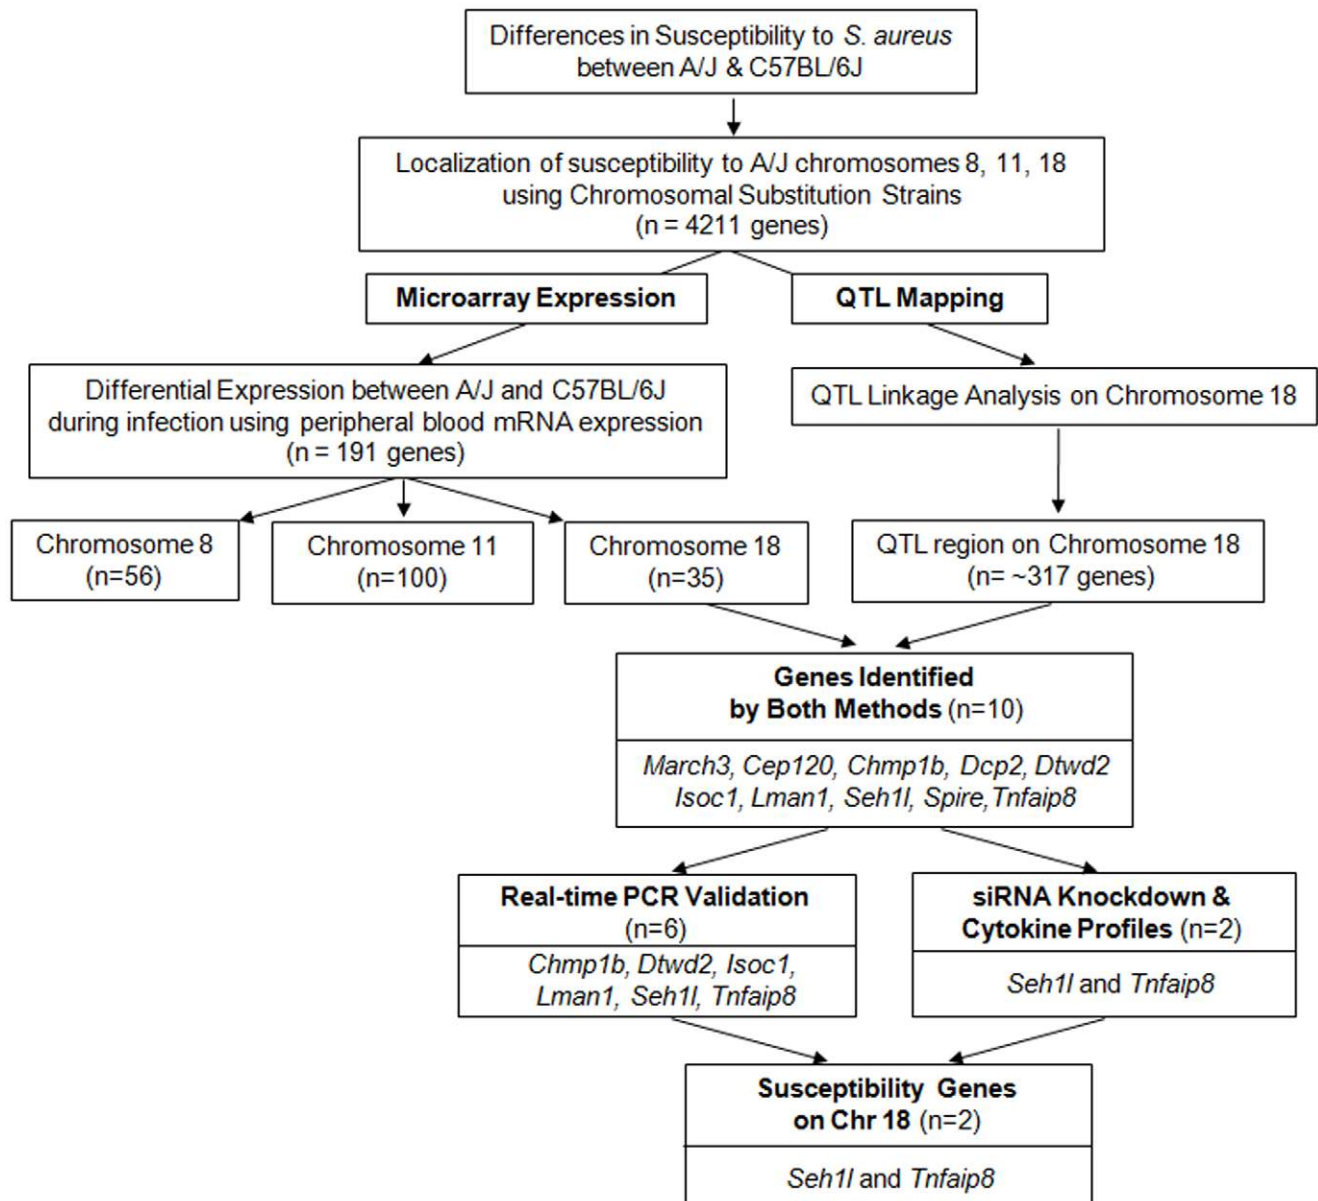 Differences in Susceptibility to S. aureus
between A/J & C57BL/6J
Localization of susceptibility to A/J chromosomes 8, 11, 18
using Chromosomal Substitution Strains
(n = 4211 genes)
Microarray Expression
QTL Mapping
Differential Expression between A/J and C57BL/6J
during infection using peripheral blood mRNA expression
(n = 191 genes)
QTL Linkage Analysis on Chromosome 18
Chromosome 8
(n=56)
Chromosome 11
(n=100)
Chromosome 18
(n=35)
QTL region on Chromosome 18
(n= ~317 genes)
Genes Identified
by Both Methods (n=10)
March3, Cep120, Chmp1b, Dcp2, Dtwd2
Isoc1, Lman1, Seh1l, Spire,Tnfaip8
Real-time PCR Validation
(n=6)
Chmp1b, Dtwd2, Isoc1,
Lman1, Seh1l, Tnfaip8
siRNA Knockdown &
Cytokine Profiles (n=2)
Seh1l and Tnfaip8
Susceptibility Genes
on Chr 18 (n=2)
Seh1l and Tnfaip8